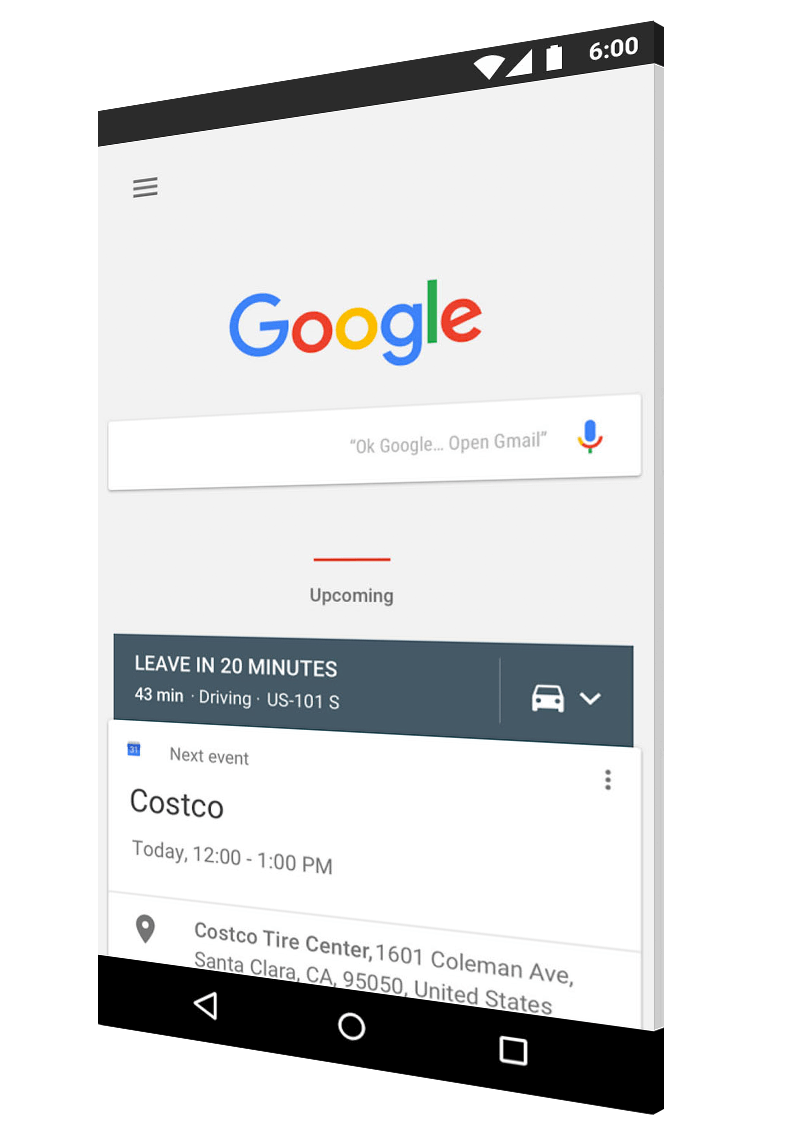 6:00
Google
“Ok Google... Open Gmail”
Upcoming
LEAVE IN 20 MINUTES
43 min · Driving · US-101 S
31 Next event
Costco
Today, 12:00 - 1:00 PM
Costco Tire Center,1601 Coleman Ave,
Santa Clara, CA, 95050, United States